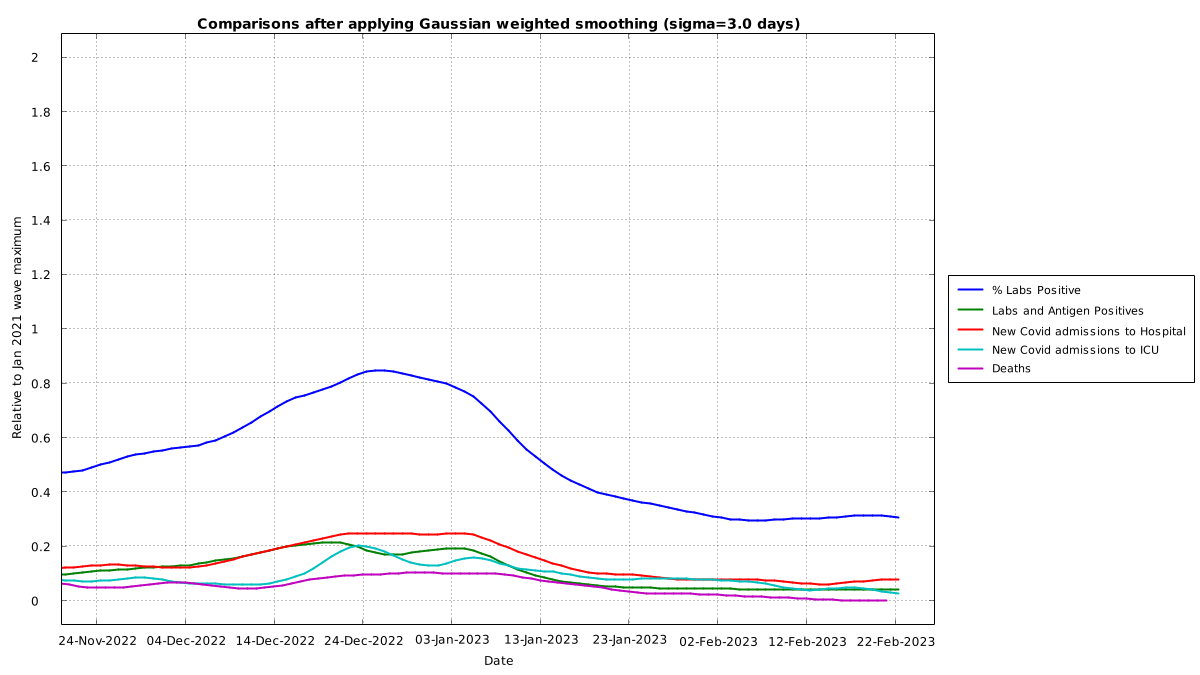 Comparisons after applying Gaussian weighted smoothing (sigma=3.0 days)
Relative to Jan 2021 wave maximum
2
1.8
1.6
1.4
1.2
1
0.8
0.6
0.4
0.2
0
24-Nov-2022 04-Dec-2022 14-Dec-2022 24-Dec-2022 03-Jan-2023 13-Jan-2023 23-Jan-2023 02-Feb-2023 12-Feb-2023 22-Feb-2023
Date
% Labs Positive
Labs and Antigen Positives
New Covid admissions to Hospital
New Covid admissions to ICU
Deaths